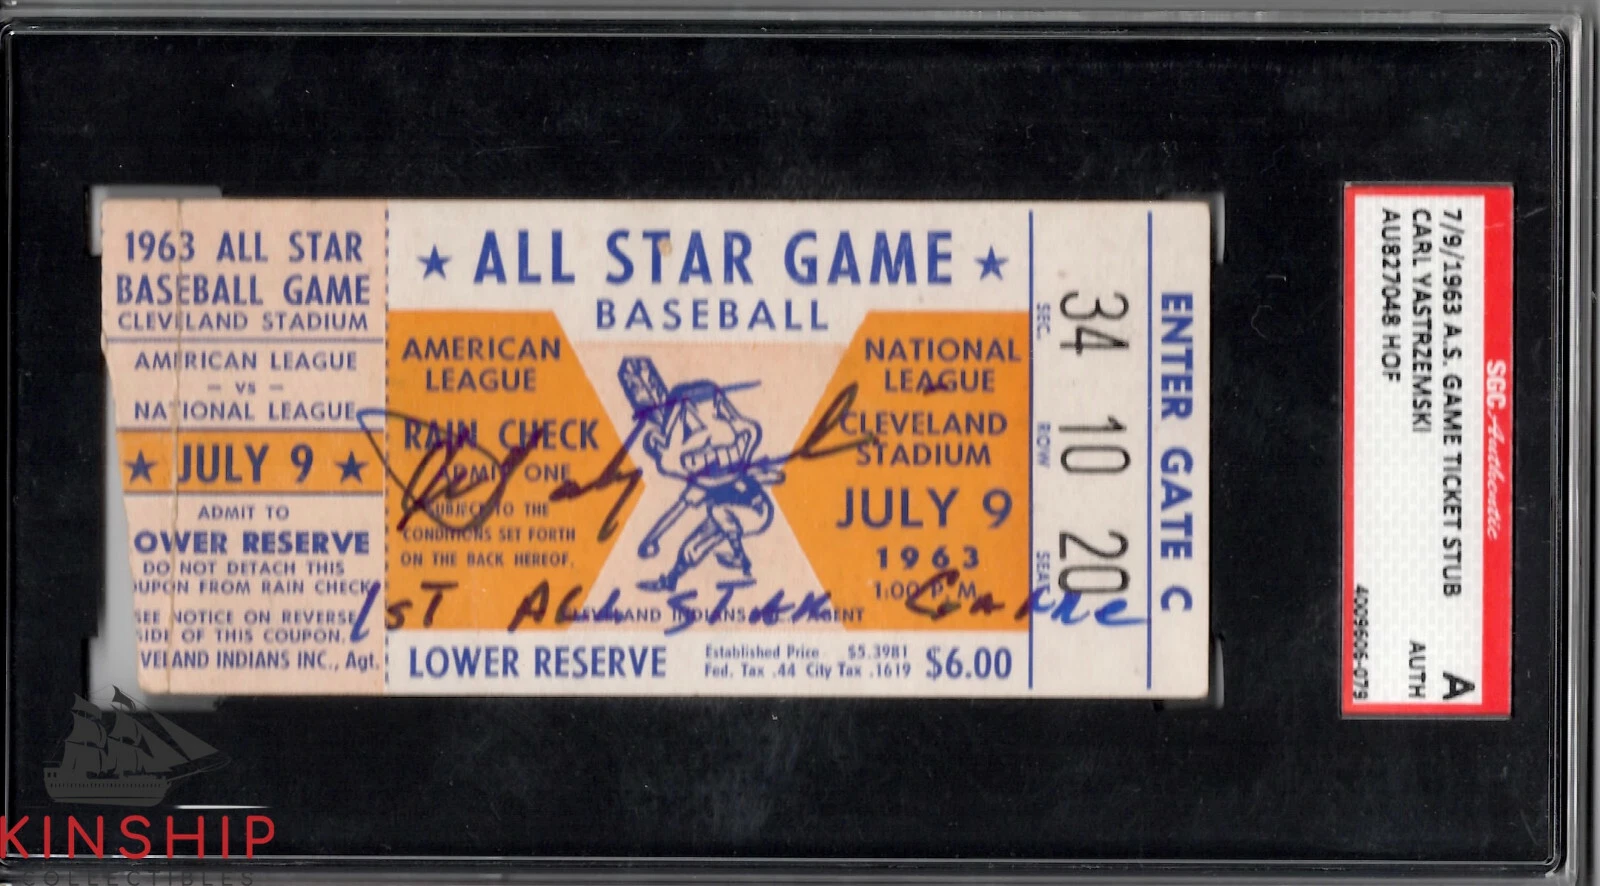 1963 ALL STAR
BASEBALL GAME
CLEVELAND STADIUM
AMERICAN LEAGUE
- VS -
NATIONAL LEAGUE
★ JULY 9 ★
ADMIT TO
OWER RESERVE
DO NOT DETACH THIS
OUPON FROM RAIN CHECK
SEE NOTICE ON REVERSE
SIDE OF THIS COUPON.
VELAND INDIANS INC., Agt.
★ ALL STAR GAME ★
BASEBALL
AMERICAN
LEAGUE
RAIN CHECK
ADMIT ONE
SUBJECT TO THE
CONDITIONS SET FORTH
ON THE BACK HEREOF.
NATIONAL
LEAGUE
CLEVELAND
STADIUM
JULY 9
1963
1:00 P.M.
Carl Yastrzemski
1st All Star Game
CLEVELAND INDIANS INC., AGENT
LOWER RESERVE
Established Price $5.3981
Fed. Tax .44 City Tax .1619
$6.00
SEC. 34
ROW 10
SEAT 20
ENTER GATE C
SGC Authentic
7/9/1963 A.S. GAME TICKET STUB
CARL YASTRZEMSKI
AU827048 HOF
A
AUTH
4009606-079
KINSHIP
COLLECTIBLES